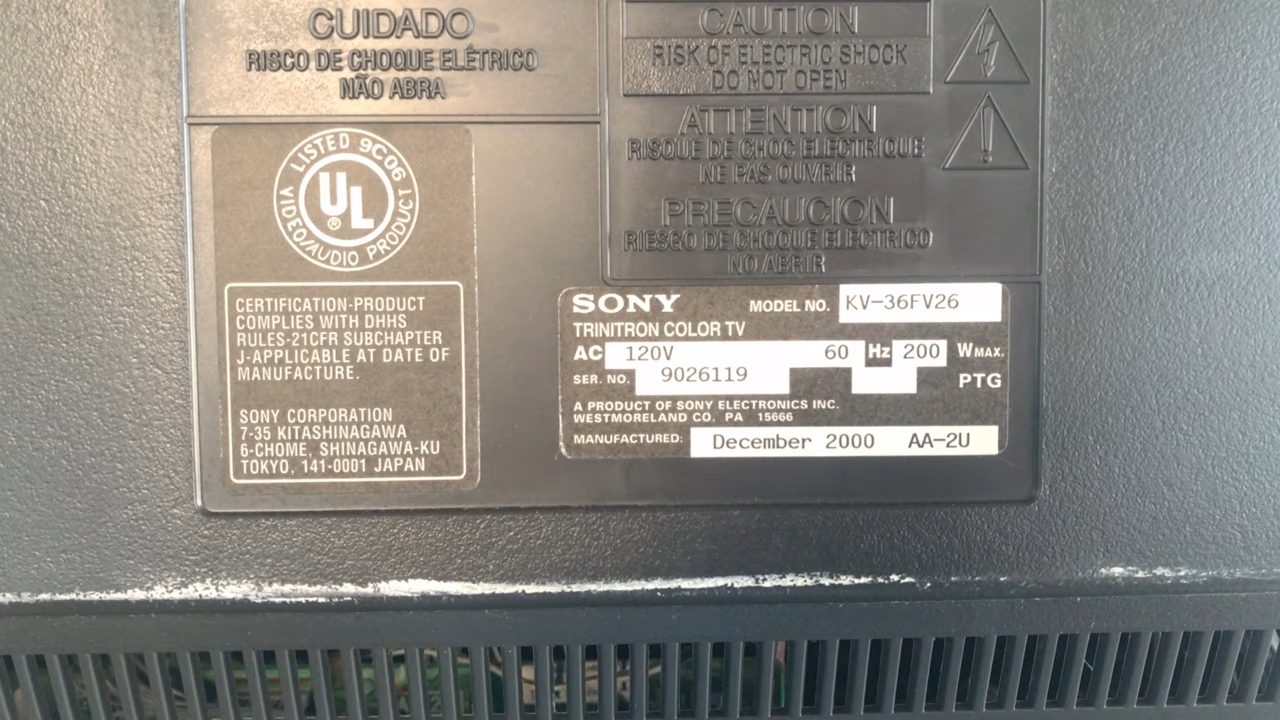 CUIDADO
RISCO DE CHOQUE ELÉTRICO
NÃO ABRA
CAUTION
RISK OF ELECTRIC SHOCK
DO NOT OPEN
ATTENTION
RISQUE DE CHOC ELECTRIQUE
NE PAS OUVRIR
PRECAUCION
RIESGO DE CHOQUE ELECTRICO
NO ABRIR
LISTED 9C06
UL®
VIDEO/AUDIO PRODUCT
CERTIFICATION-PRODUCT
COMPLIES WITH DHHS
RULES-21CFR SUBCHAPTER
J-APPLICABLE AT DATE OF
MANUFACTURE.
SONY CORPORATION
7-35 KITASHINAGAWA
6-CHOME, SHINAGAWA-KU
TOKYO, 141-0001 JAPAN
SONY MODEL NO. KV-36FV26
TRINITRON COLOR TV
AC 120V 60 Hz 200 WMAX.
SER. NO. 9026119 PTG
A PRODUCT OF SONY ELECTRONICS INC.
WESTMORELAND CO. PA 15666
MANUFACTURED: December 2000 AA-2U